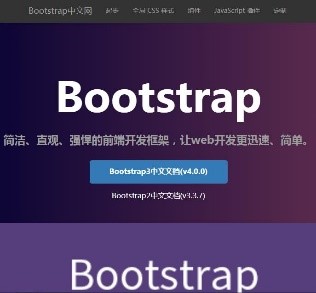 Bootstrap中文网 起步 全局 CSS 样式 组件 JavaScript 插件 定制
Bootstrap
简洁、直观、强悍的前端开发框架，让web开发更迅速、简单。
Bootstrap3中文文档(v4.0.0)
Bootstrap2中文文档(v3.3.7)
Bootstrap